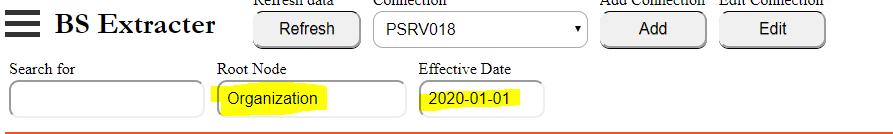 Refresh data Connection Add Connection Edit Connection
BS Extracter Refresh PSRV018 Add Edit
Search for Root Node Effective Date
Organization 2020-01-01